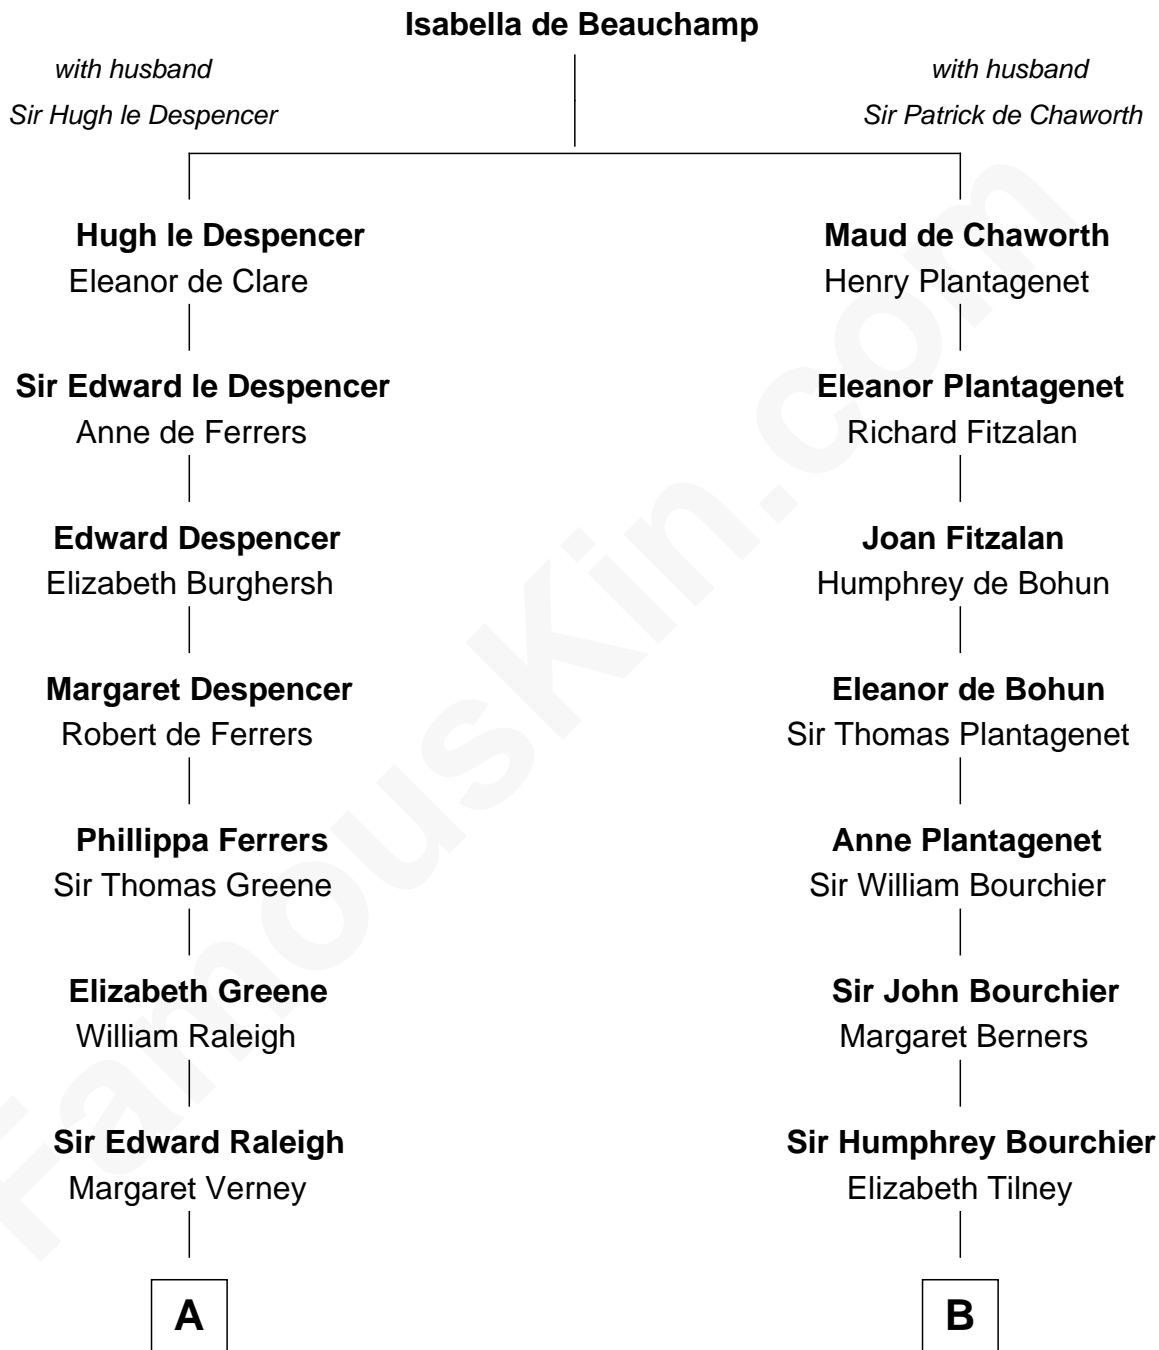 Isabella de Beauchamp
with husband
Sir Hugh le Despencer
with husband
Sir Patrick de Chaworth
Hugh le Despencer
Eleanor de Clare
Maud de Chaworth
Henry Plantagenet
Sir Edward le Despencer
Anne de Ferrers
Eleanor Plantagenet
Richard Fitzalan
Edward Despencer
Elizabeth Burghersh
Joan Fitzalan
Humphrey de Bohun
Margaret Despencer
Robert de Ferrers
Eleanor de Bohun
Sir Thomas Plantagenet
Phillippa Ferrers
Sir Thomas Greene
Anne Plantagenet
Sir William Bourchier
Elizabeth Greene
William Raleigh
Sir John Bourchier
Margaret Berners
Sir Edward Raleigh
Margaret Verney
Sir Humphrey Bourchier
Elizabeth Tilney
A
B
FamousKin.com